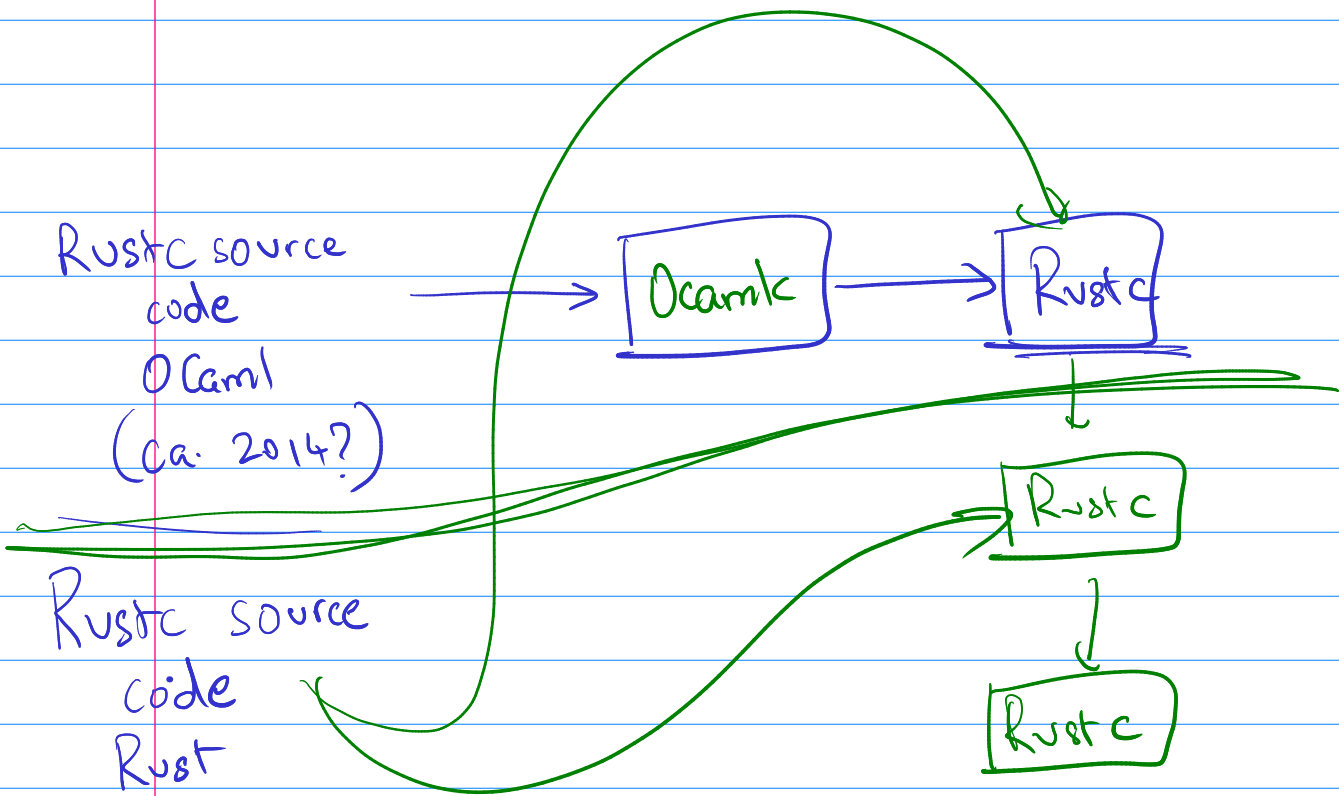 Rustc source
code
OCaml
(ca. 2014?)
Ocamlc
Rustc
Rustc
Rustc source
code
Rust
Rustc